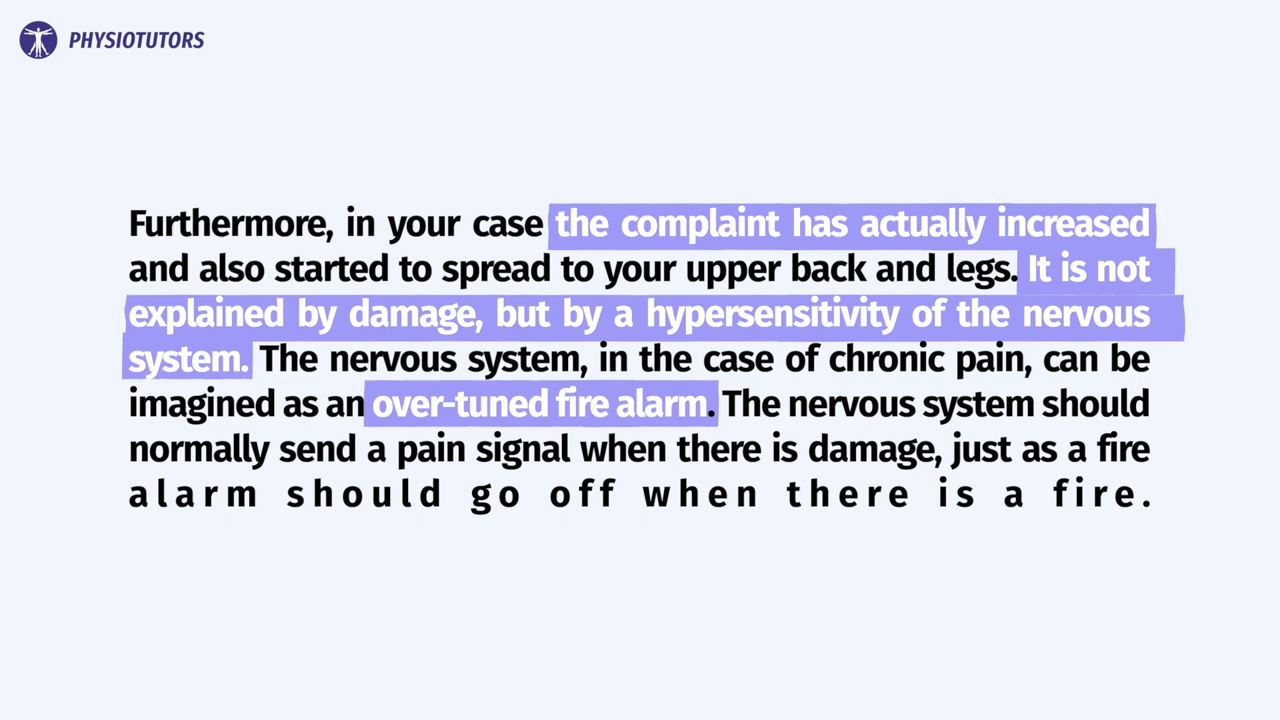 PHYSIOTUTORS
Furthermore, in your case the complaint has actually increased
and also started to spread to your upper back and legs. It is not
explained by damage, but by a hypersensitivity of the nervous
system. The nervous system, in the case of chronic pain, can be
imagined as an over-tuned fire alarm. The nervous system should
normally send a pain signal when there is damage, just as a fire
alarm should go off when there is a fire.